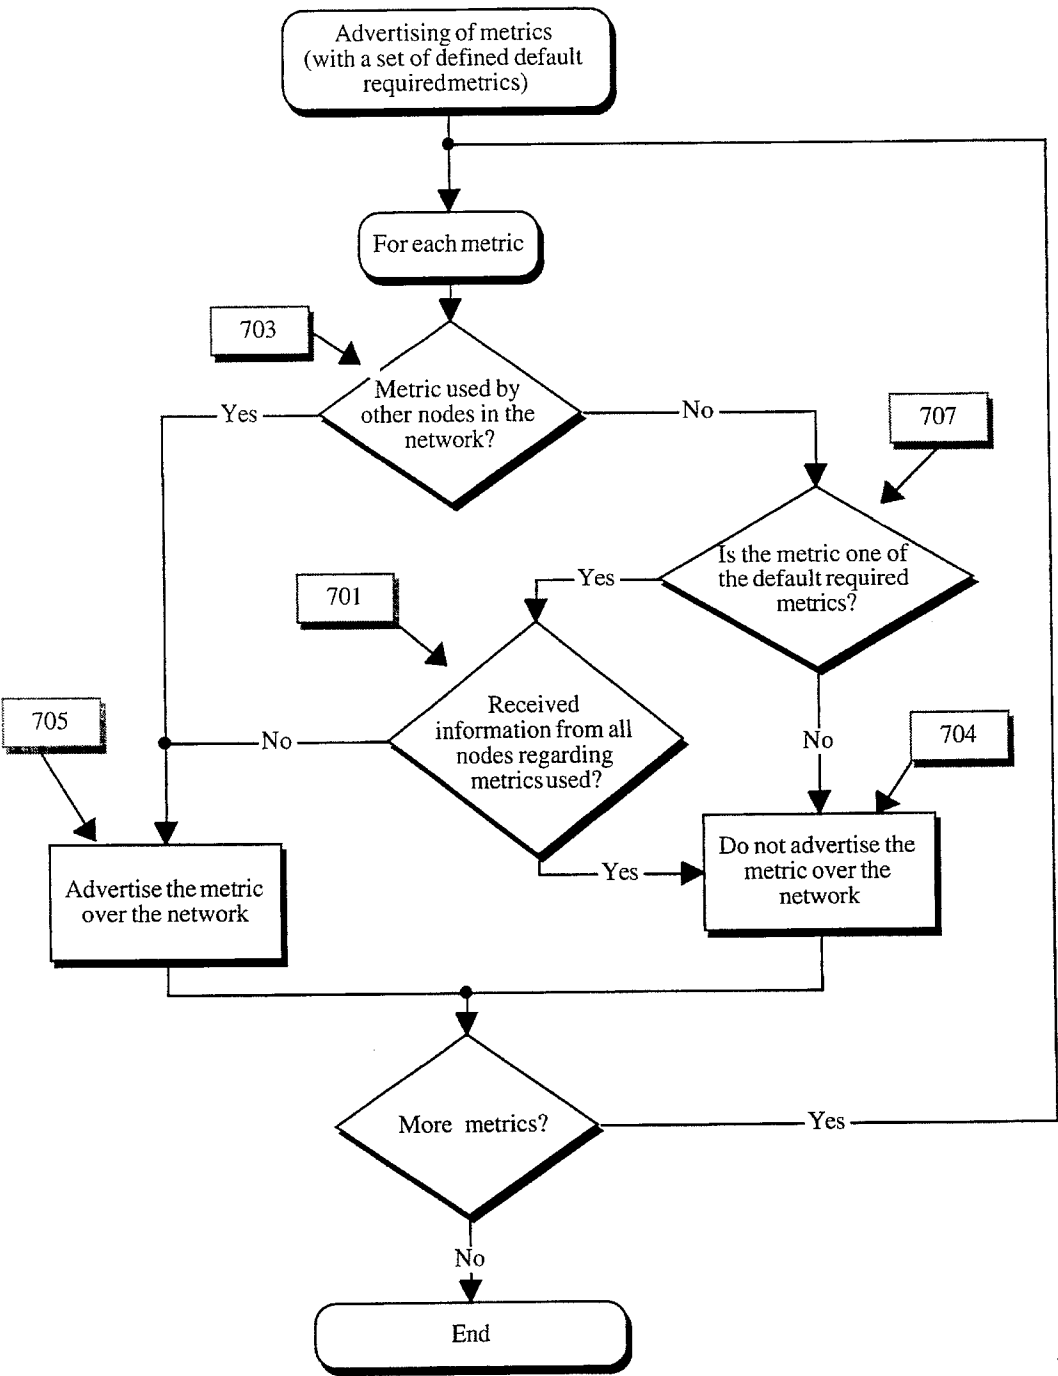 Advertising of metrics
(with a set of defined default
required metrics)
For each metric
703
Metric used by
other nodes in the
network?
Yes
No
707
Is the metric one of
the default required
metrics?
Yes
701
Received
information from all
nodes regarding
metrics used?
705
No
No
704
Do not advertise the
metric over the
network
Yes
Advertise the metric
over the network
More metrics?
Yes
No
End